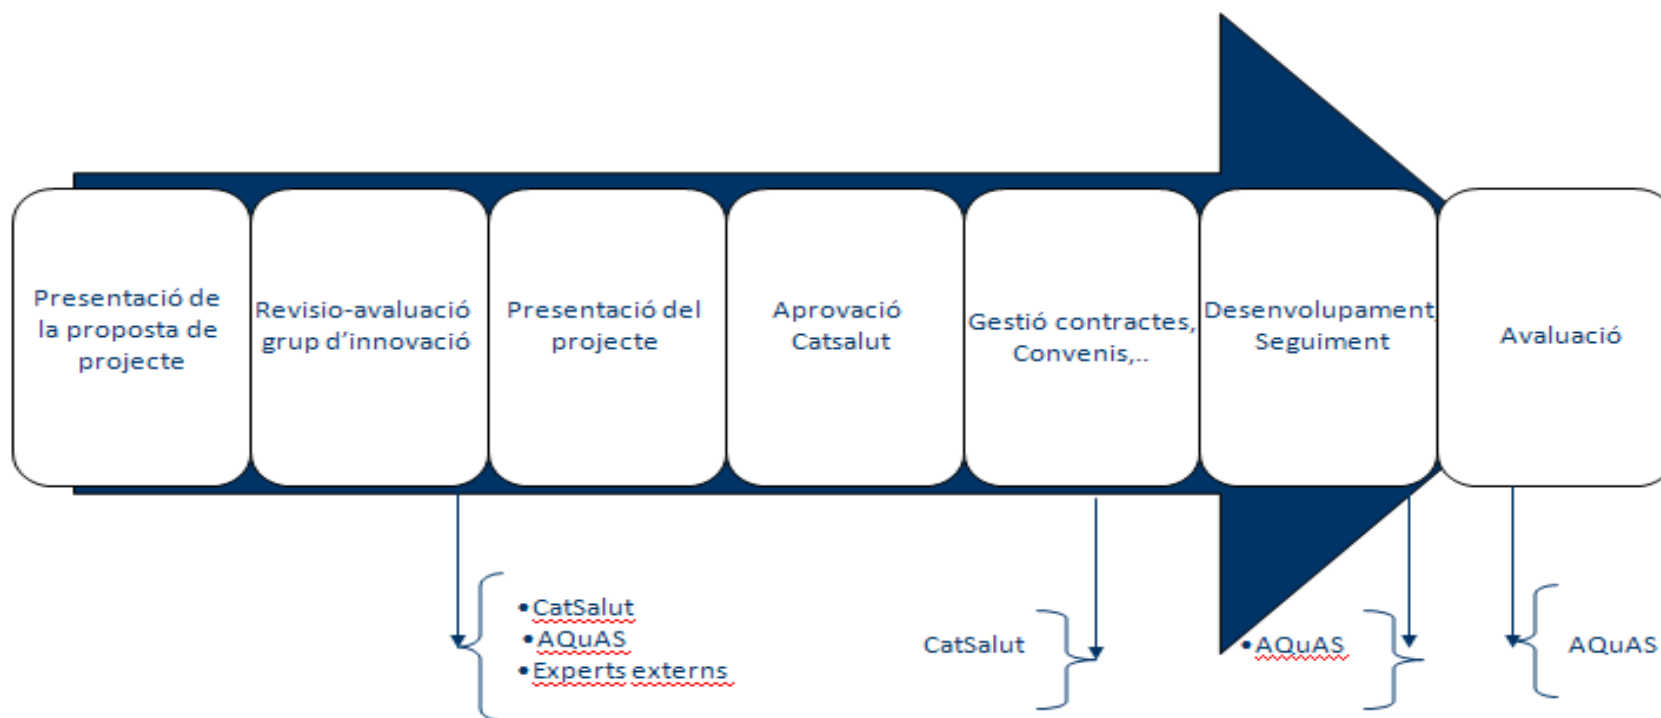 Presentació de
la proposta de
projecte
Revisio-avaluació
grup d'innovació
Presentació del
projecte
Aprovació
Catsalut
Gestió contractes,
Convenis,..
Desenvolupament,
Seguiment
Avaluació
•CatSalut
•AQuAS
•Experts externs
CatSalut
•AQuAS
AQuAS